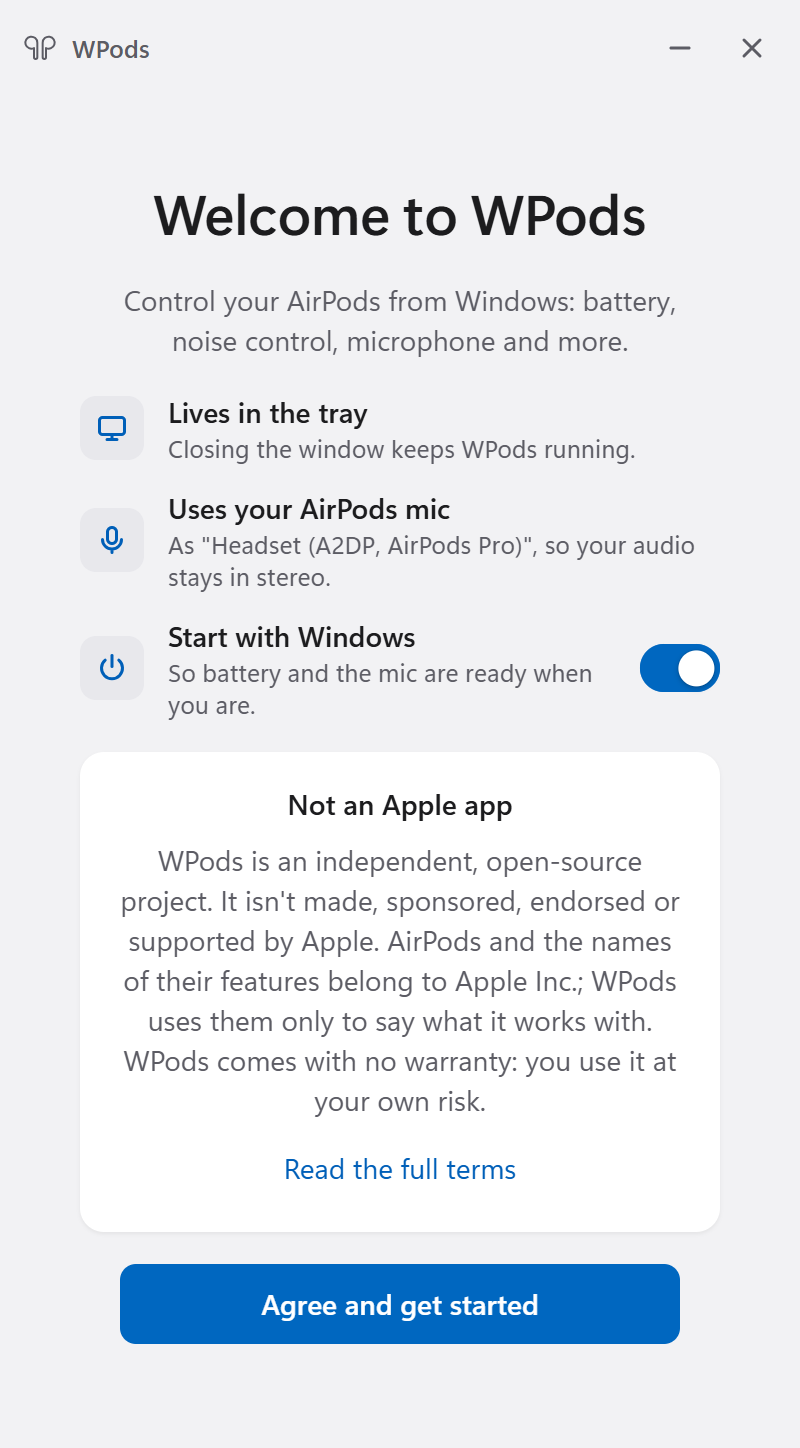 WPods
Welcome to WPods
Control your AirPods from Windows: battery,
noise control, microphone and more.
Lives in the tray
Closing the window keeps WPods running.
Uses your AirPods mic
As "Headset (A2DP, AirPods Pro)", so your audio
stays in stereo.
Start with Windows
So battery and the mic are ready when
you are.
Not an Apple app
WPods is an independent, open-source
project. It isn't made, sponsored, endorsed or
supported by Apple. AirPods and the names
of their features belong to Apple Inc.; WPods
uses them only to say what it works with.
WPods comes with no warranty: you use it at
your own risk.
Read the full terms
Agree and get started